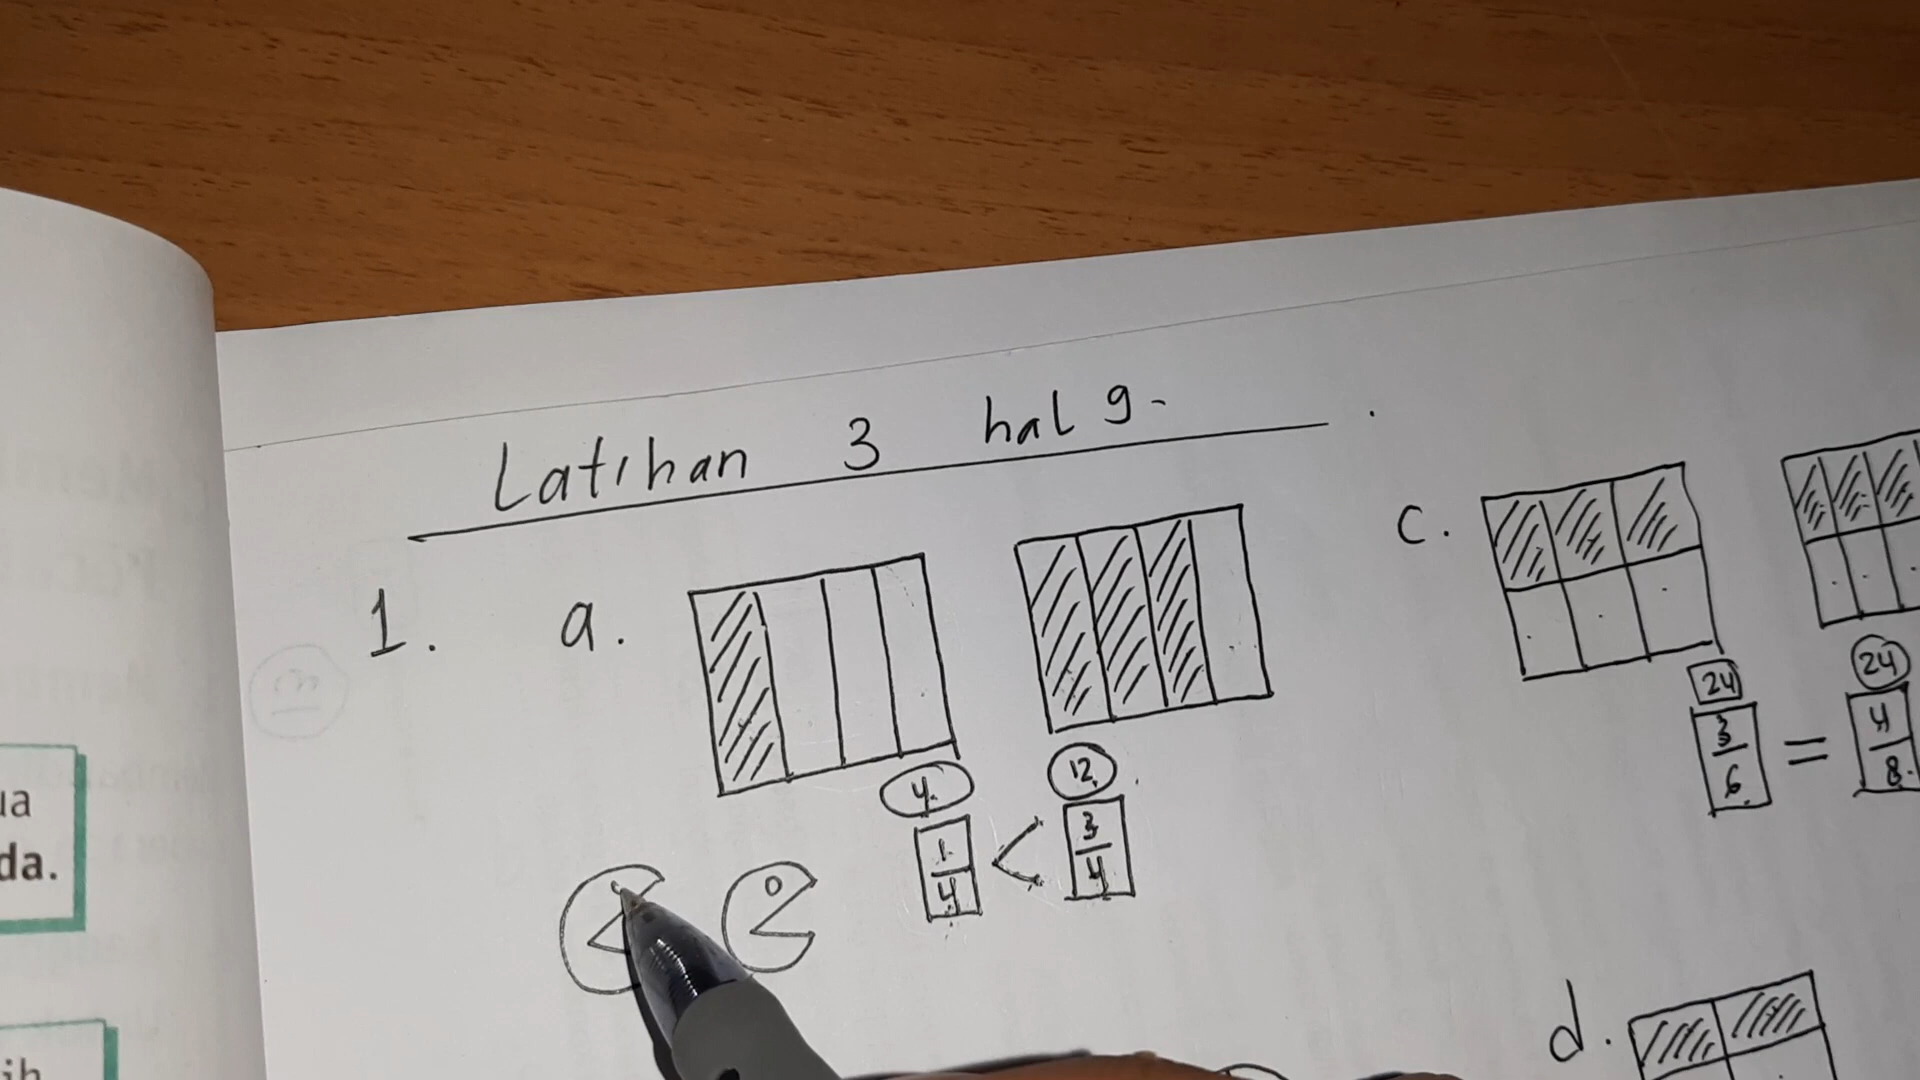 Latihan 3 hal 9.
1. a.
4. 12
1/4 < 3/4
c.
24 24
3/6 = 4/8
d.
da.